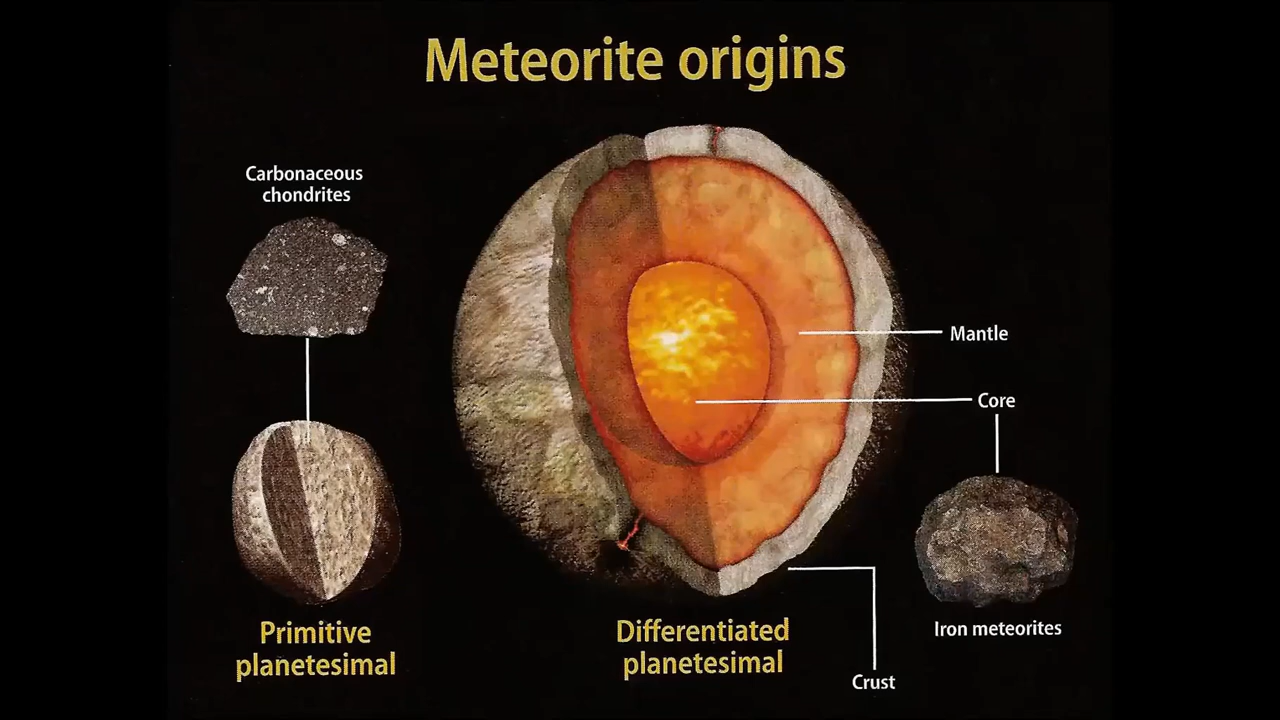 Meteorite origins
Carbonaceous
chondrites
Mantle
Core
Iron meteorites
Primitive
planetesimal
Differentiated
planetesimal
Crust